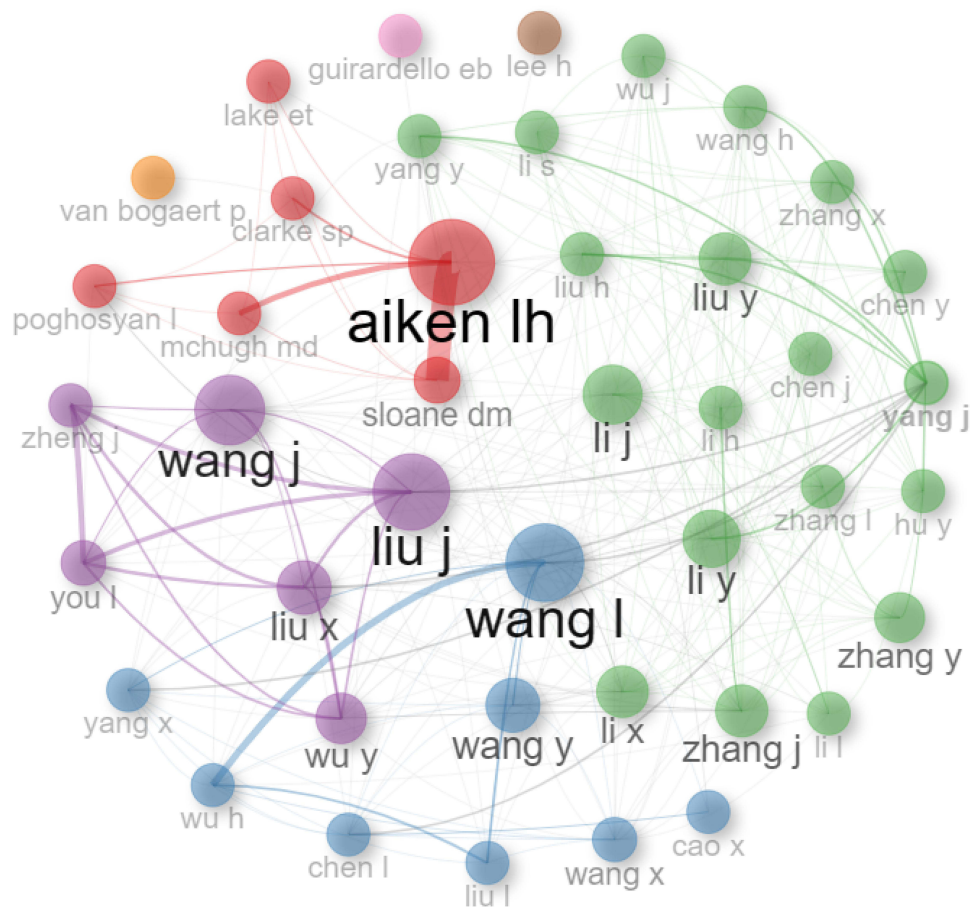 guirardello eb
lee h
wu j
lake et
yang y
li s
wang h
van bogaert p
clarke sp
zhang x
poghosyan l
mchugh md
aiken lh
liu h
liu y
chen y
sloane dm
chen j
yang j
zheng j
wang j
li j
li h
liu j
zhang l
hu y
you l
liu x
wang l
li y
zhang y
yang x
wu y
wang y
li x
zhang j
li l
wu h
chen l
liu l
wang x
cao x